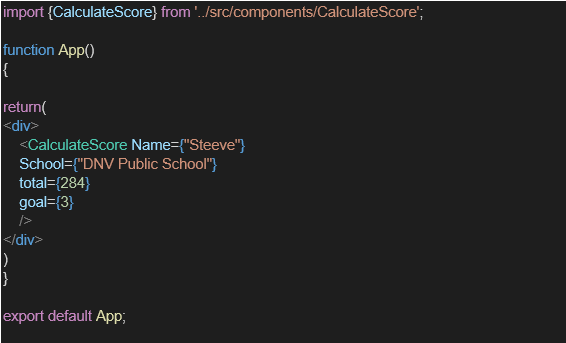 import {CalculateScore} from '../src/components/CalculateScore';
function App()
{
return(
<div>
<CalculateScore Name={"Steeve"}
School={"DNV Public School"}
total={284}
goal={3}
/>
</div>
)
}
export default App;